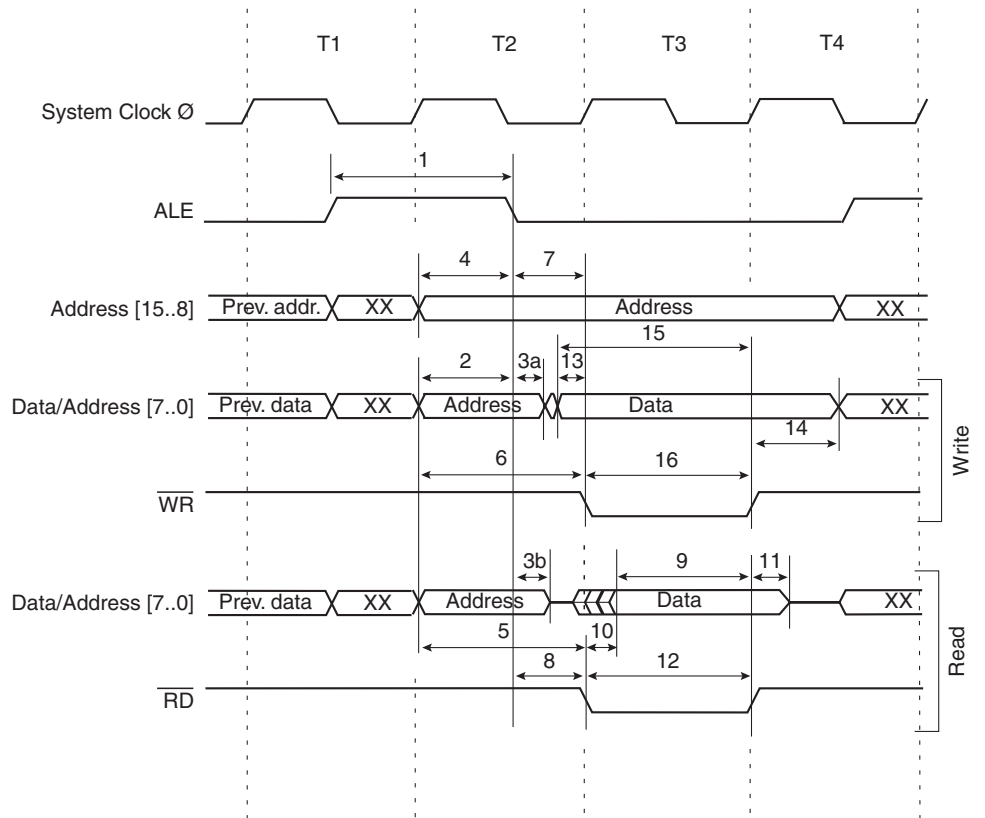 T1 T2 T3 T4
System Clock Ø
1
ALE
4 7
Address [15..8] Prev. addr. XX Address XX
15
2 3a 13
Data/Address [7..0] Prev. data XX Address Data XX
14
6 16
WR
Write
3b 9 11
Data/Address [7..0] Prev. data XX Address Data XX
5 10
8 12
RD
Read